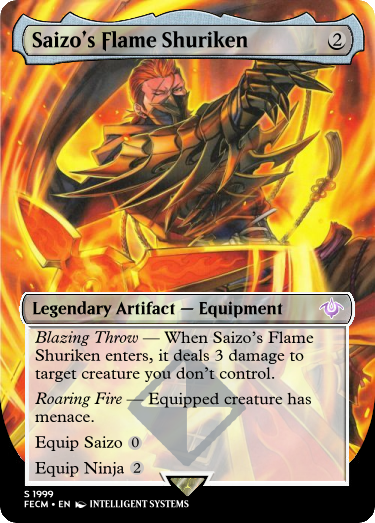 Saizo's Flame Shuriken 2
Legendary Artifact — Equipment
Blazing Throw — When Saizo's Flame
Shuriken enters, it deals 3 damage to
target creature you don't control.
Roaring Fire — Equipped creature has
menace.
Equip Saizo 0
Equip Ninja 2
S 1999
FECM • EN INTELLIGENT SYSTEMS